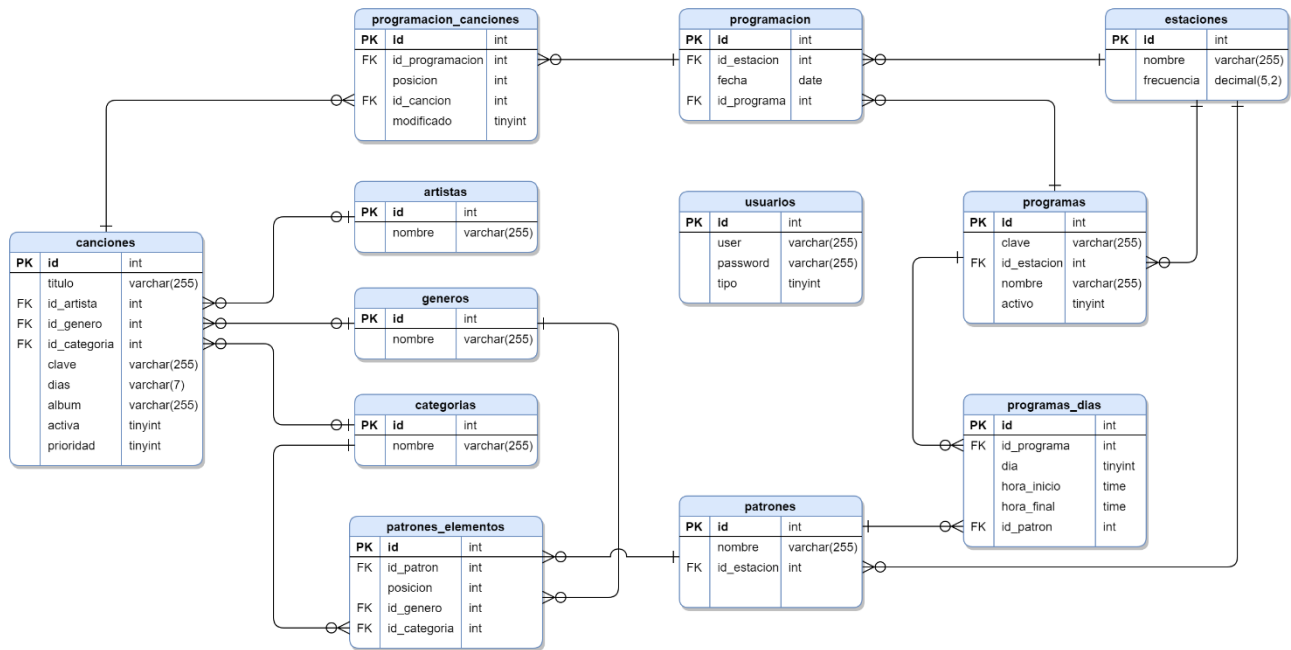 programacion_canciones
PK id int
FK id_programacion int
posicion int
FK id_cancion int
modificado tinyint
programacion
PK id int
FK id_estacion int
fecha date
FK id_programa int
estaciones
PK id int
nombre varchar(255)
frecuencia decimal(5,2)
artistas
PK id int
nombre varchar(255)
usuarios
PK id int
user varchar(255)
password varchar(255)
tipo tinyint
programas
PK id int
clave varchar(255)
FK id_estacion int
nombre varchar(255)
activo tinyint
canciones
PK id int
titulo varchar(255)
FK id_artista int
FK id_genero int
FK id_categoria int
clave varchar(255)
dias varchar(7)
album varchar(255)
activa tinyint
prioridad tinyint
generos
PK id int
nombre varchar(255)
categorias
PK id int
nombre varchar(255)
programas_dias
PK id int
FK id_programa int
dia tinyint
hora_inicio time
hora_final time
FK id_patron int
patrones_elementos
PK id int
FK id_patron int
posicion int
FK id_genero int
FK id_categoria int
patrones
PK id int
nombre varchar(255)
FK id_estacion int